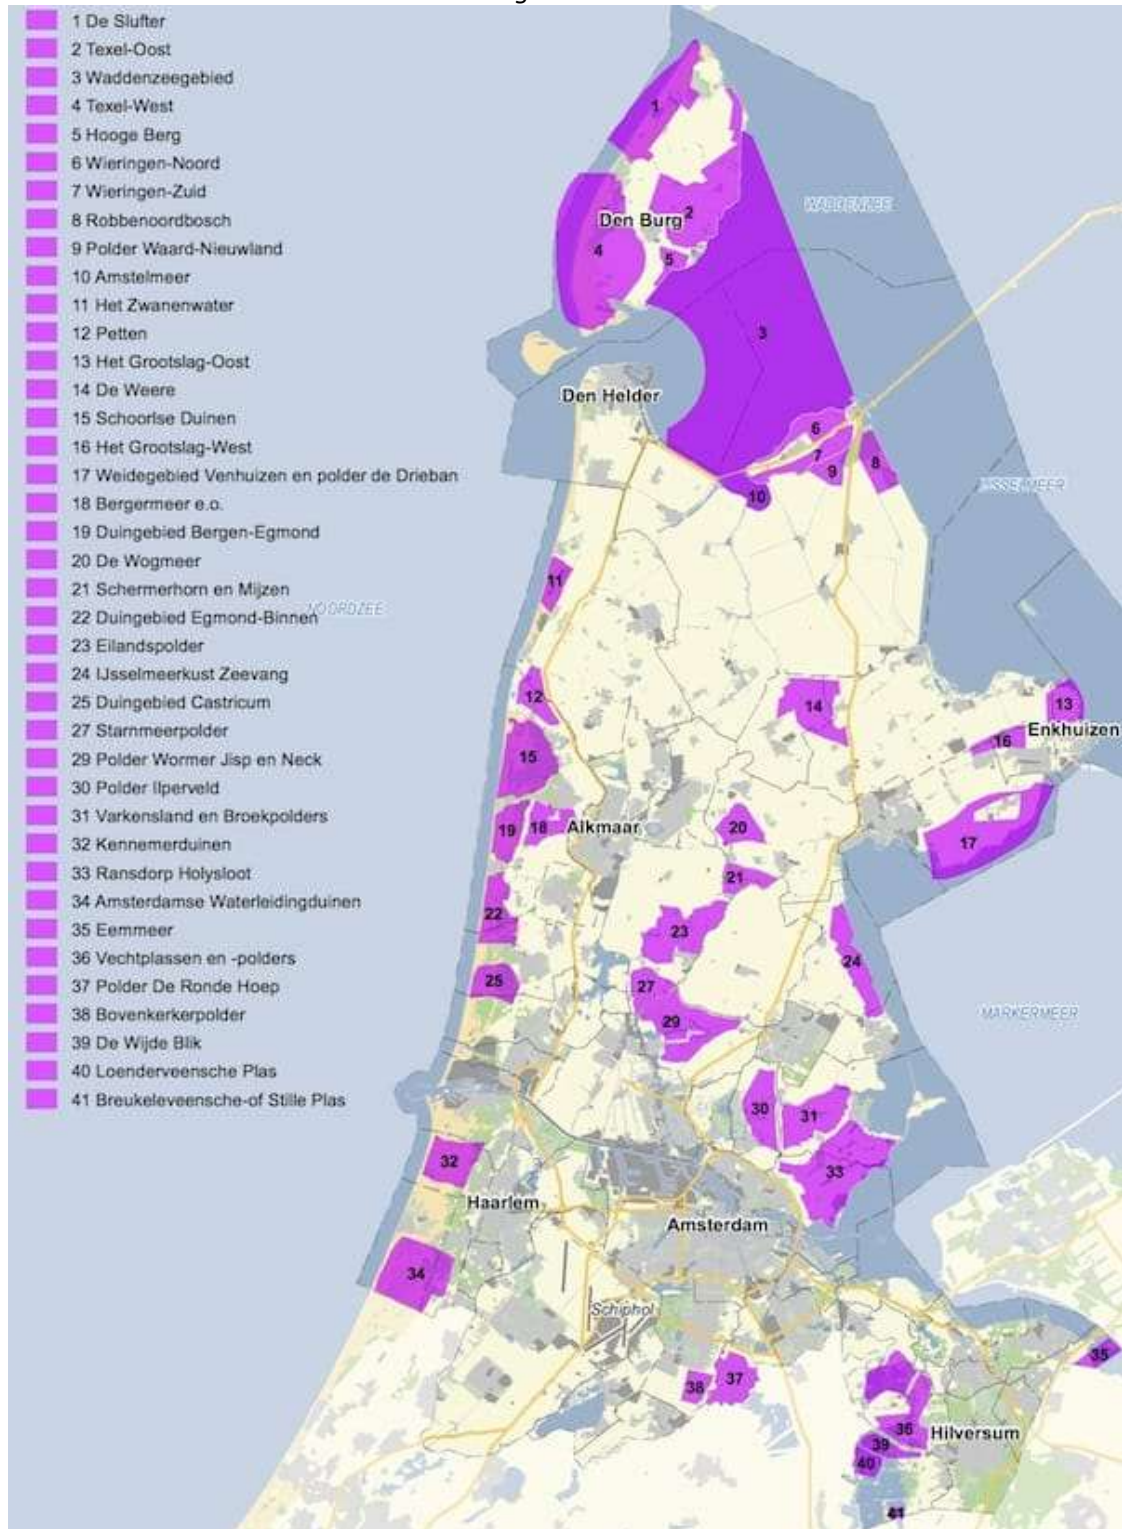 1 De Slufter
2 Texel-Oost
3 Waddenzeegebied
4 Texel-West
5 Hooge Berg
6 Wieringen-Noord
7 Wieringen-Zuid
8 Robbenoordbosch
9 Polder Waard-Nieuwland
10 Amstelmeer
11 Het Zwanenwater
12 Petten
13 Het Grootslag-Oost
14 De Weere
15 Schoorlse Duinen
16 Het Grootslag-West
17 Weidegebied Venhuizen en polder de Drieban
18 Bergermeer e.o.
19 Duingebied Bergen-Egmond
20 De Wogmeer
21 Schermerhorn en Mijzen
22 Duingebied Egmond-Binnen
23 Eilandspolder
24 IJsselmeerkust Zeevang
25 Duingebied Castricum
27 Starnmeerpolder
29 Polder Wormer Jisp en Neck
30 Polder Ilperveld
31 Varkensland en Broekpolders
32 Kennemerduinen
33 Ransdorp Holysloot
34 Amsterdamse Waterleidingduinen
35 Eemmeer
36 Vechtplassen en -polders
37 Polder De Ronde Hoep
38 Bovenkerkerpolder
39 De Wijde Blik
40 Loenderveensche Plas
41 Breukeleveensche-of Stille Plas
1
WADDENZEE
2
Den Burg
4
5
3
Den Helder
6
7
8
9
10
IJSSELMEER
11
NOORDZEE
12
14
13
Enkhuizen
16
15
19
18
Alkmaar
20
17
21
22
23
24
25
27
29
MARKERMEER
30
31
32
33
Haarlem
Amsterdam
34
Schiphol
35
37
38
36
Hilversum
39
40
41